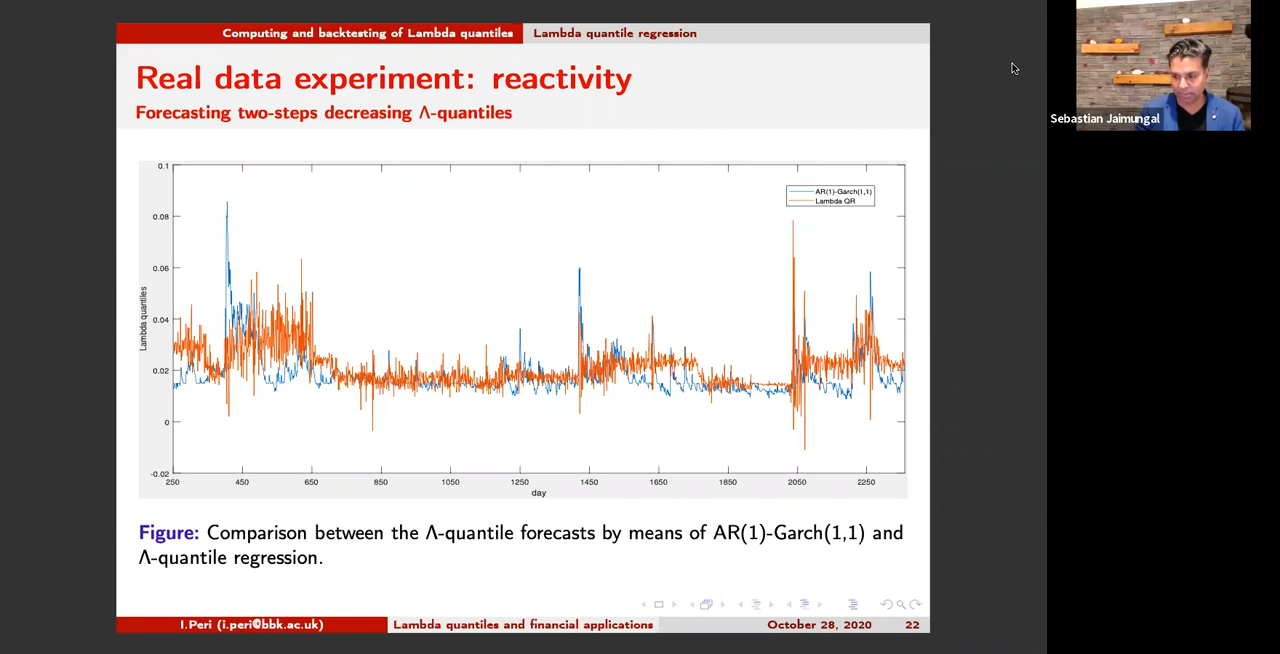 Computing and backtesting of Lambda quantiles Lambda quantile regression
Real data experiment: reactivity
Forecasting two-steps decreasing Λ-quantiles
Sebastian Jaimungal
0.1
0.08
0.06
0.04
0.02
0
-0.02
Lambda quantiles
AR(1)-Garch(1,1)
Lambda QR
250 450 650 850 1050 1250 1450 1650 1850 2050 2250
day
Figure: Comparison between the Λ-quantile forecasts by means of AR(1)-Garch(1,1) and
Λ-quantile regression.
I.Peri (i.peri@bbk.ac.uk) Lambda quantiles and financial applications October 28, 2020 22